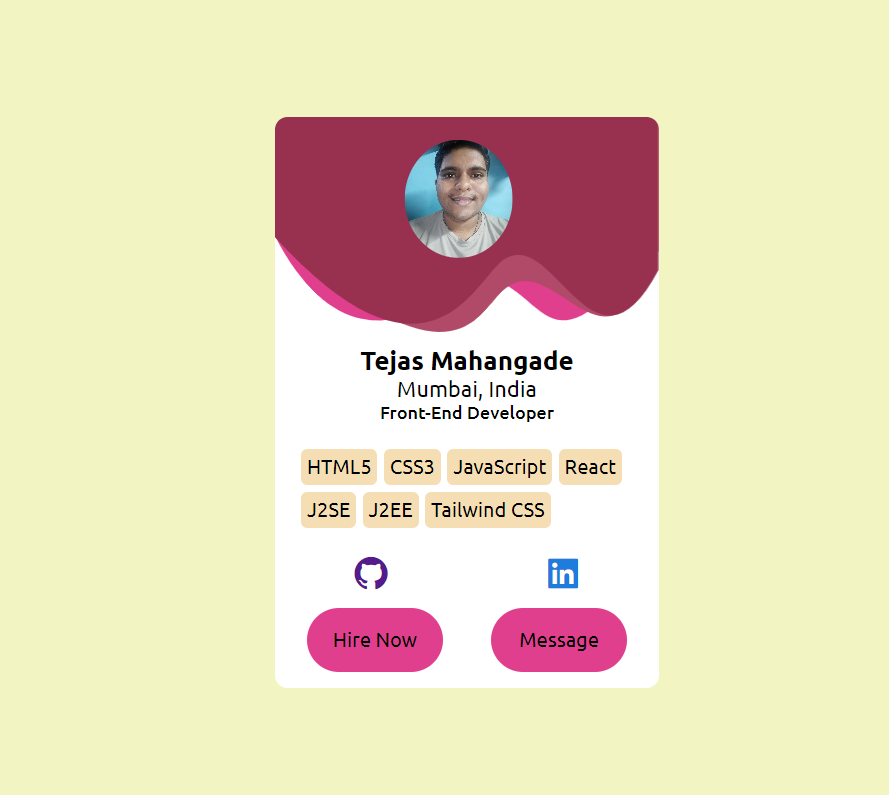 Tejas Mahangade
Mumbai, India
Front-End Developer
HTML5 CSS3 JavaScript React
J2SE J2EE Tailwind CSS
in
Hire Now Message